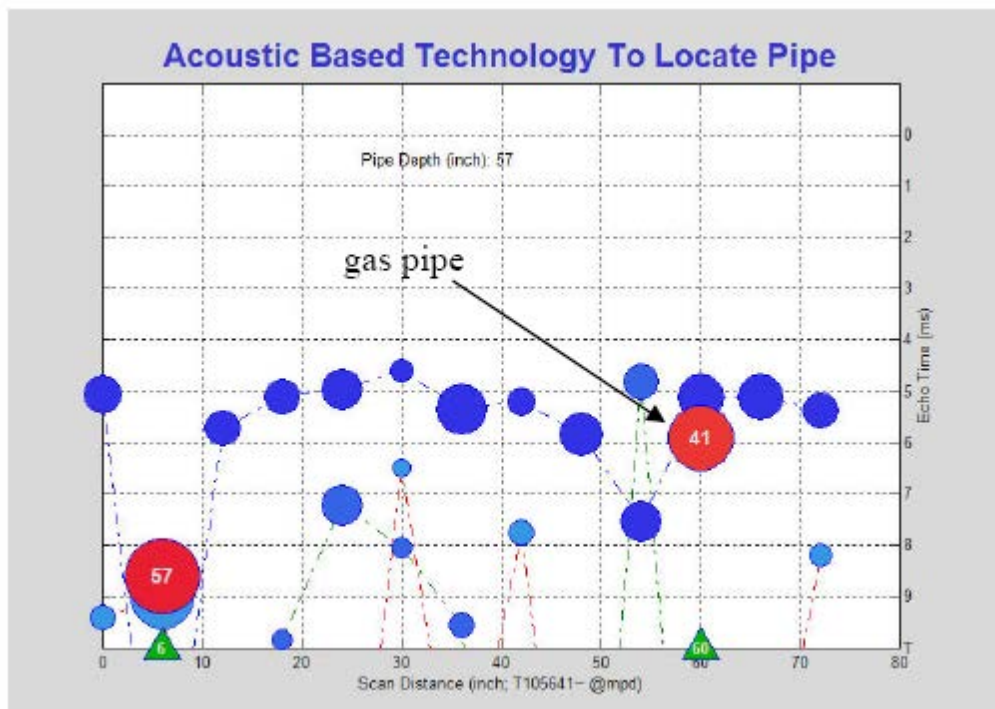 Acoustic Based Technology To Locate Pipe
0
Pipe Depth (inch): 57
1
2
gas pipe
3
4
5
Echo Time (ms)
41
6
7
8
57
9
6
60
T
0 10 20 30 40 50 60 70 80
Scan Distance (inch; T105641~ @mpd)